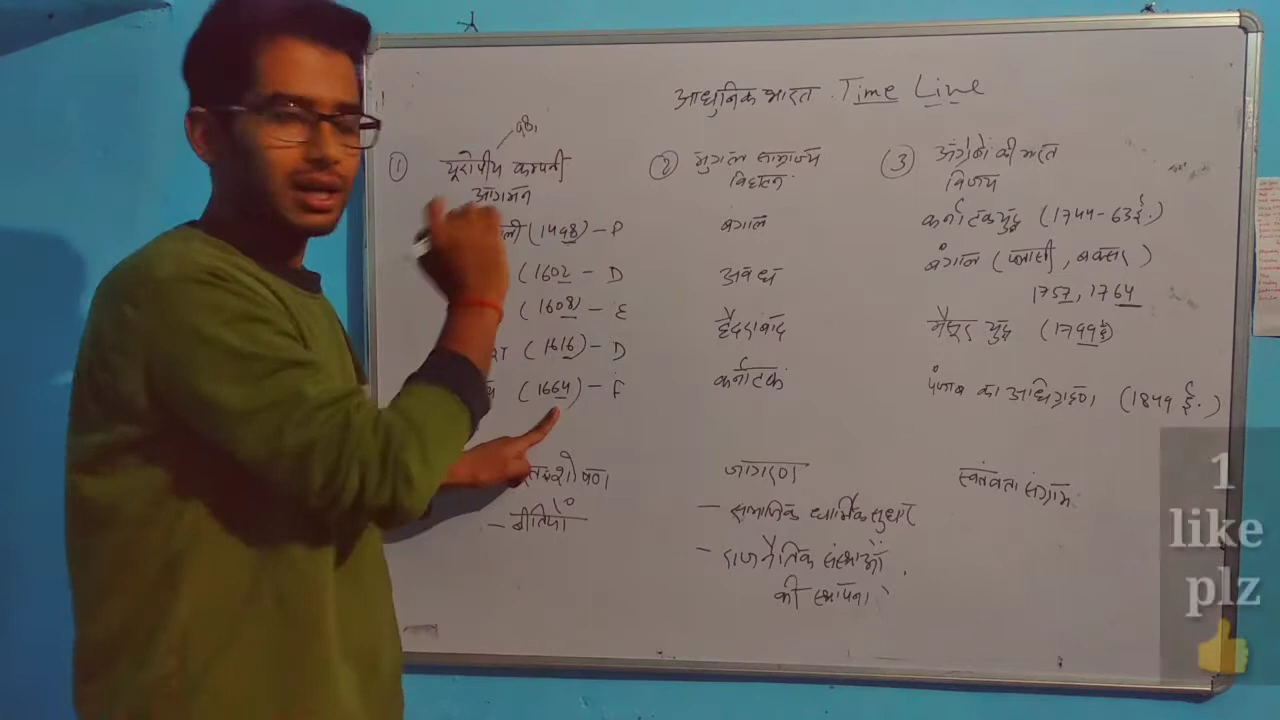 आधुनिक भारत Time Line
① यूरोपीय कम्पनी
आगमन
(1498) - P
(1602 - D
(1608) - E
(1616) - D
(1664) - F
② मुगल साम्राज्य
विघटन
बंगाल
अवध
हैदराबाद
कर्नाटक
③ अंग्रेजों की भारत
विजय
कर्नाटक युद्ध (1744-63ई.)
बंगाल (प्लासी, बक्सर)
1757, 1764
मैसूर युद्ध (1799ई)
पंजाब का अधिग्रहण (1849 ई.)
- नीतियाँ
जागरण
- समाजिक धार्मिक सुधार
- राजनैतिक संस्थाओं
की स्थापना
स्वतंत्रता संग्राम
1
like
plz